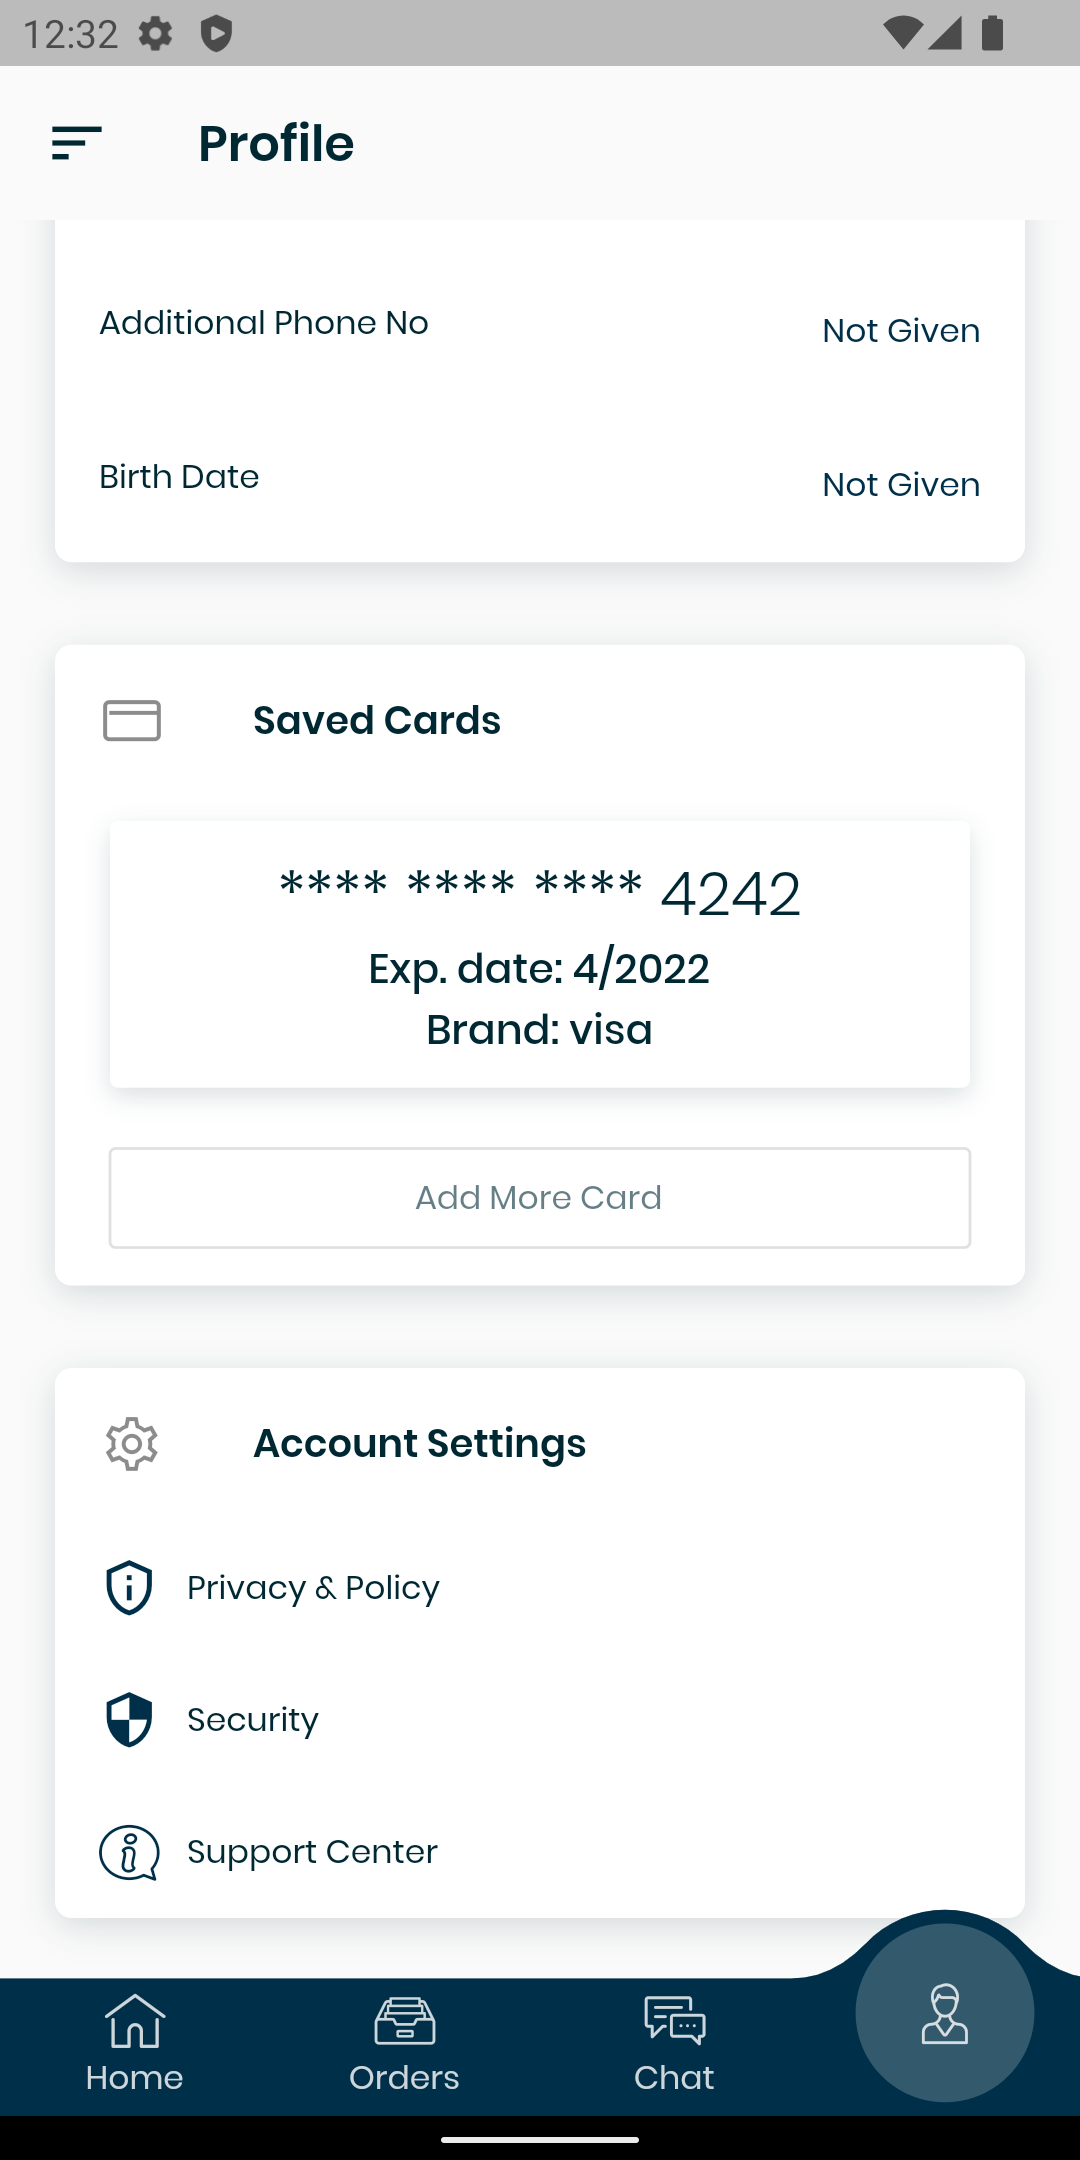 12:32
Profile
Additional Phone No
Not Given
Birth Date
Not Given
Saved Cards
**** **** **** 4242
Exp. date: 4/2022
Brand: visa
Add More Card
Account Settings
Privacy & Policy
Security
Support Center
Home
Orders
Chat